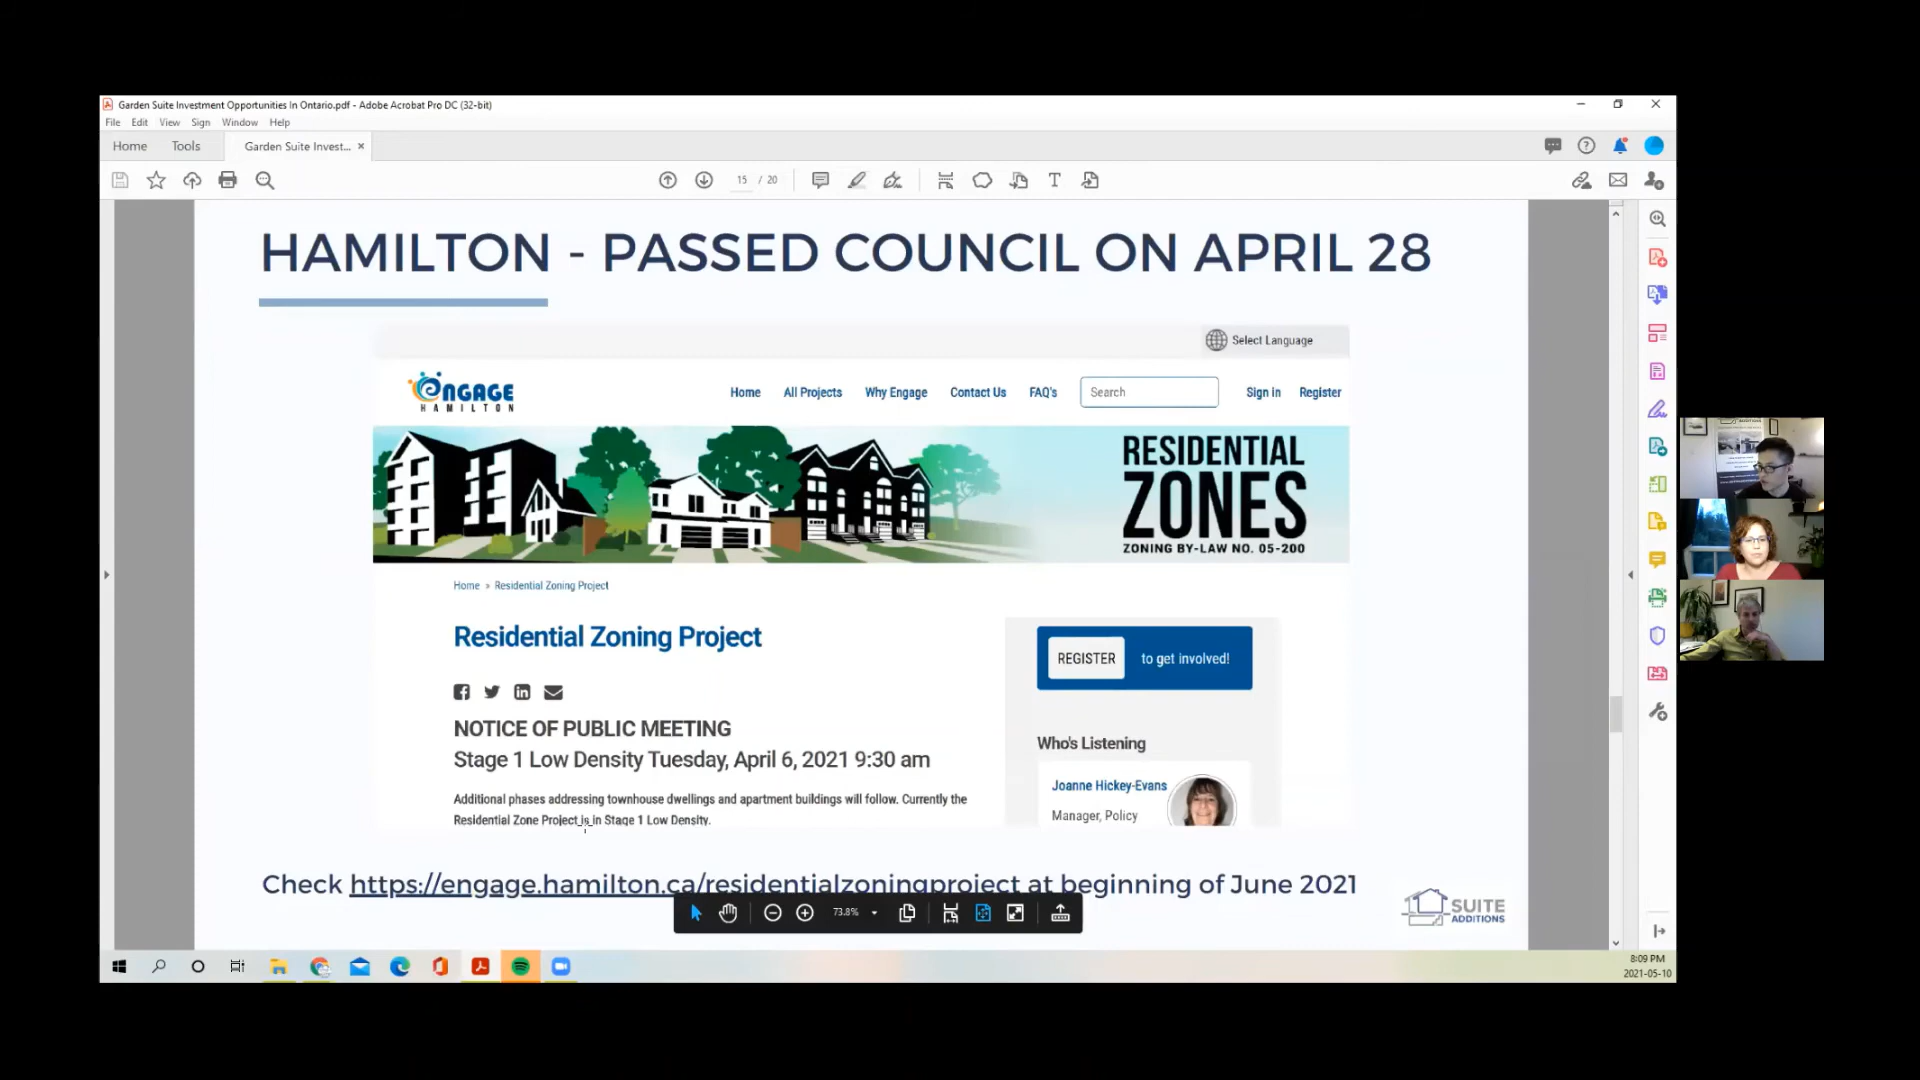 Garden Suite Investment Opportunities In Ontario.pdf - Adobe Acrobat Pro DC (32-bit)
File Edit View Sign Window Help
Home Tools Garden Suite Invest... ×
15 / 20
HAMILTON - PASSED COUNCIL ON APRIL 28
Select Language
ENGAGE
HAMILTON
Home All Projects Why Engage Contact Us FAQ's Search Sign in Register
RESIDENTIAL
ZONES
ZONING BY-LAW NO. 05-200
Home » Residential Zoning Project
Residential Zoning Project
REGISTER to get involved!
NOTICE OF PUBLIC MEETING
Stage 1 Low Density Tuesday, April 6, 2021 9:30 am
Additional phases addressing townhouse dwellings and apartment buildings will follow. Currently the
Residential Zone Project is in Stage 1 Low Density.
Who's Listening
Joanne Hickey-Evans
Manager, Policy
Check https://engage.hamilton.ca/residentialzoningproject at beginning of June 2021
SUITE
ADDITIONS
73.8%
8:09 PM
2021-05-10